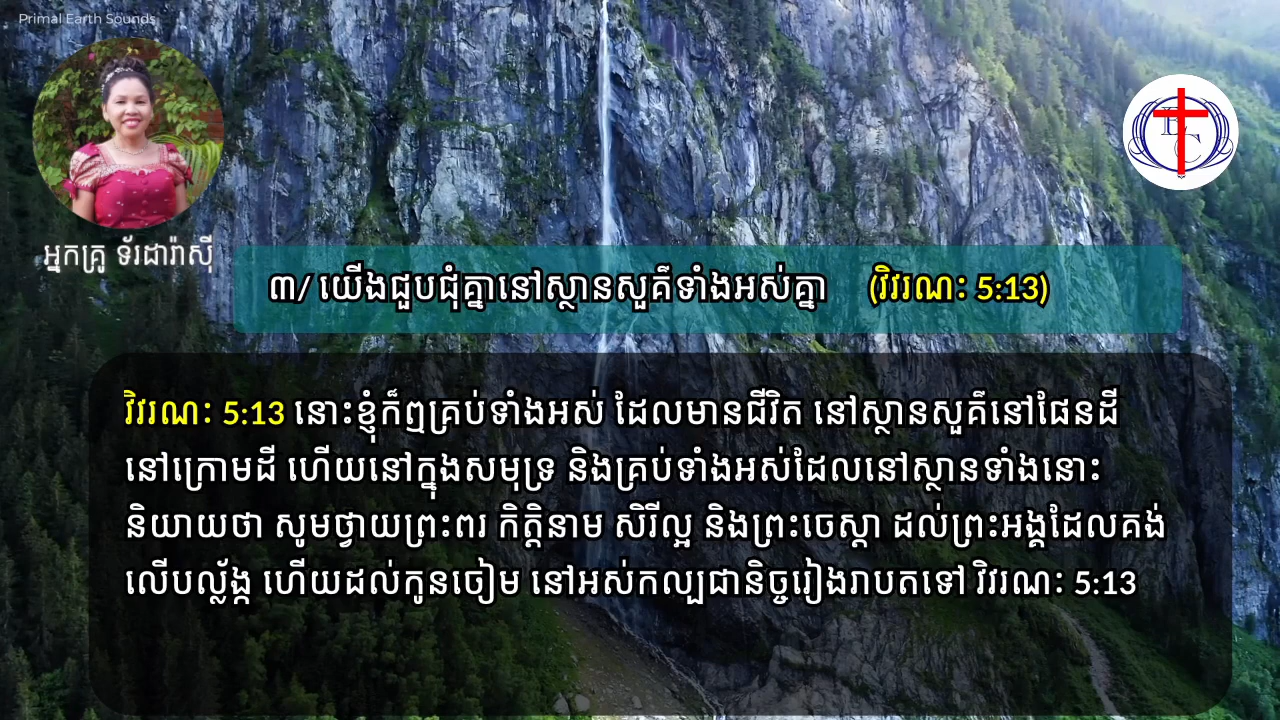 Primal Earth Sounds
E
C
អ្នកគ្រូ ទ័រដារ៉ាស៊ី
៣/ យើងជួបជុំគ្នានៅស្ថានសួគ៌ទាំងអស់គ្នា (វិវរណៈ 5:13)
វិវរណៈ 5:13 នោះខ្ញុំក៏ឮគ្រប់ទាំងអស់ ដែលមានជីវិត នៅស្ថានសួគ៌នៅផែនដី
នៅក្រោមដី ហើយនៅក្នុងសមុទ្រ និងគ្រប់ទាំងអស់ដែលនៅស្ថានទាំងនោះ
និយាយថា សូមថ្វាយព្រះពរ កិត្តិនាម សិរីល្អ និងព្រះចេស្តា ដល់ព្រះអង្គដែលគង់
លើបល្ល័ង្ក ហើយដល់កូនចៀម នៅអស់កល្បជានិច្ចរៀងរាបតទៅ វិវរណៈ 5:13